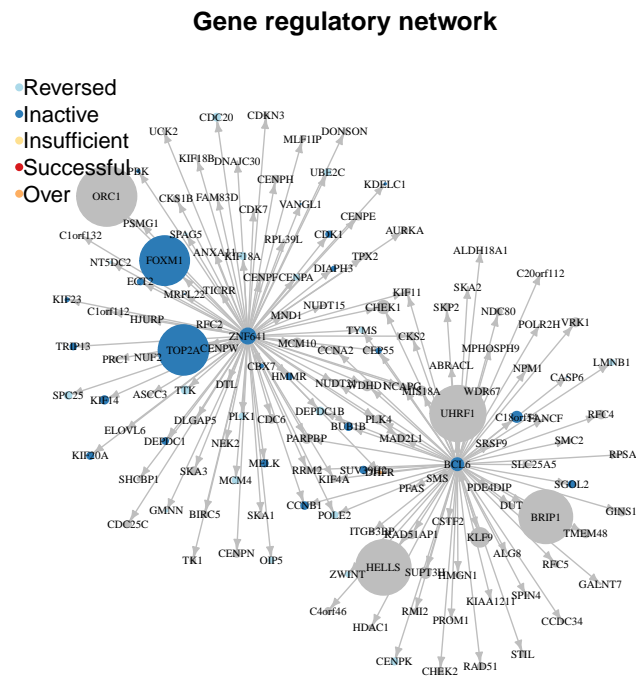 Gene regulatory network
Reversed
Inactive
Insufficient
Successful
Over
CDC20
CDKN3
UCK2
MLF1IP
DONSON
KIF18B
DNAJC30
PBK
CENPH
UBE2C
KDELC1
ORC1
CKS1B
FAM83D
CDK7
VANGL1
CENPE
PSMG1
SPAG5
RPL39L
CDK1
AURKA
C1orf132
ANXA11
KIF18A
TPX2
ALDH18A1
NT5DC2
FOXM1
CENPF
CENPA
DIAPH3
C20orf112
ECT2
TICRR
MRPL22
NUDT15
KIF11
SKA2
KIF23
C1orf112
HJURP
MND1
CHEK1
SKP2
NDC80
RFC2
TYMS
POLR2H
VRK1
ZNF641
CKS2
TRIP13
CENPW
MCM10
CCNA2
CEP55
MPHOSPH9
PRC1
NUF2
TOP2A
ABRACL
NPM1
LMNB1
CBX7
HMMR
WDHD1
NCAPG
CASP6
SPC25
KIF14
ASCC3
TTK
DTL
MIS18A
WDR67
DEPDC1B
UHRF1
ELOVL6
DLGAP5
PLK1
CDC6
BUB1B
PLK4
FANCF
RFC4
DEPDC1
NEK2
PARPBP
MAD2L1
SRSF9
SMC2
KIF20A
SKA3
MELK
RRM2
BCL6
SLC25A5
RPSA
SHCBP1
MCM4
KIF4A
DHFR
SMS
PDE4DIP
SGOL2
GMNN
BIRC5
SKA1
CCNB1
POLE2
PFAS
DUT
GINS1
CDC25C
CSTF2
BRIP1
ITGB3BP
RAD51AP1
KLF9
TMEM48
TK1
CENPN
OIP5
ZWINT
HELLS
SUPT3H
HMGN1
ALG8
RFC5
GALNT7
C4orf46
RMI2
KIAA1211
SPIN4
HDAC1
PROM1
CCDC34
CENPK
CHEK2
RAD51
STIL